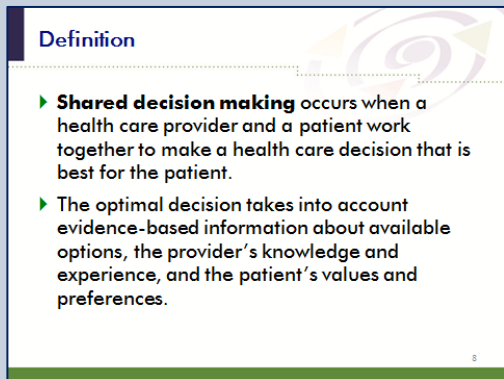 Definition
Shared decision making occurs when a
health care provider and a patient work
together to make a health care decision that is
best for the patient.
The optimal decision takes into account
evidence-based information about available
options, the provider's knowledge and
experience, and the patient's values and
preferences.
8